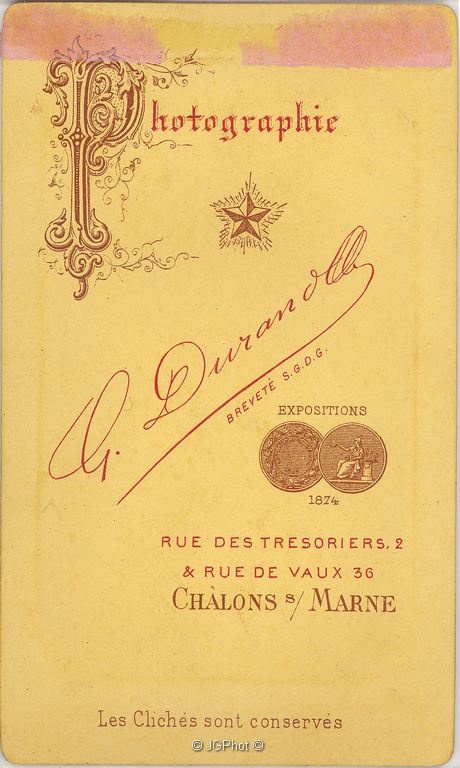 Photographie
G. Durand
BREVETÉ S.G.D.G.
EXPOSITIONS
1874
RUE DES TRESORIERS, 2
& RUE DE VAUX 36
CHÂLONS s/ MARNE
Les Clichés sont conservés
© JGPhot ©